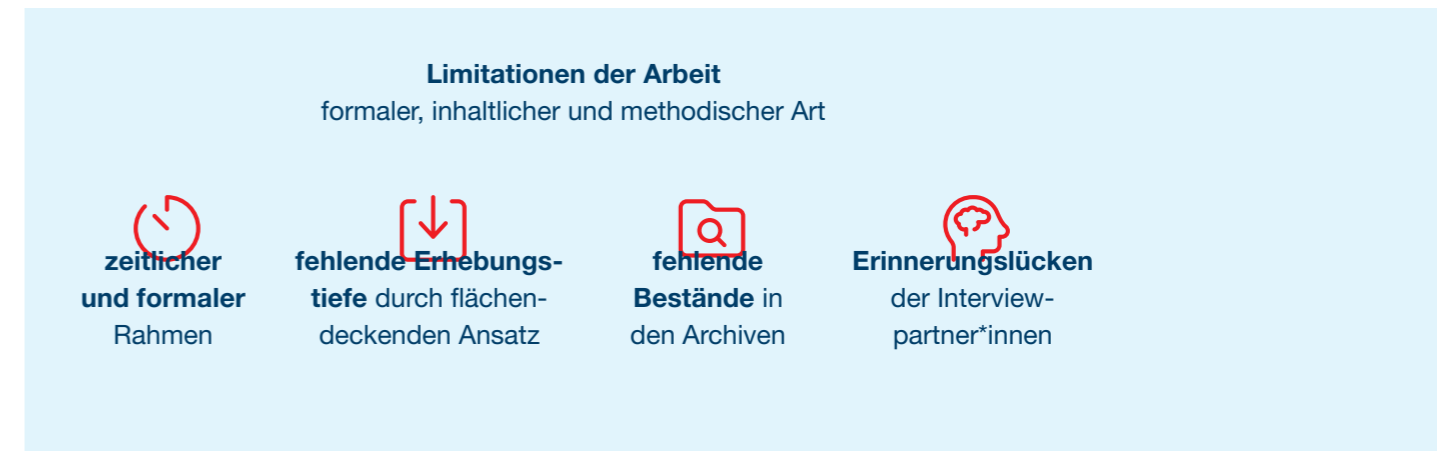 Limitationen der Arbeit
formaler, inhaltlicher und methodischer Art
zeitlicher
und formaler
Rahmen
fehlende Erhebungs-
tiefe durch flächen-
deckenden Ansatz
fehlende
Bestände in
den Archiven
Erinnerungslücken
der Interview-
partner*innen